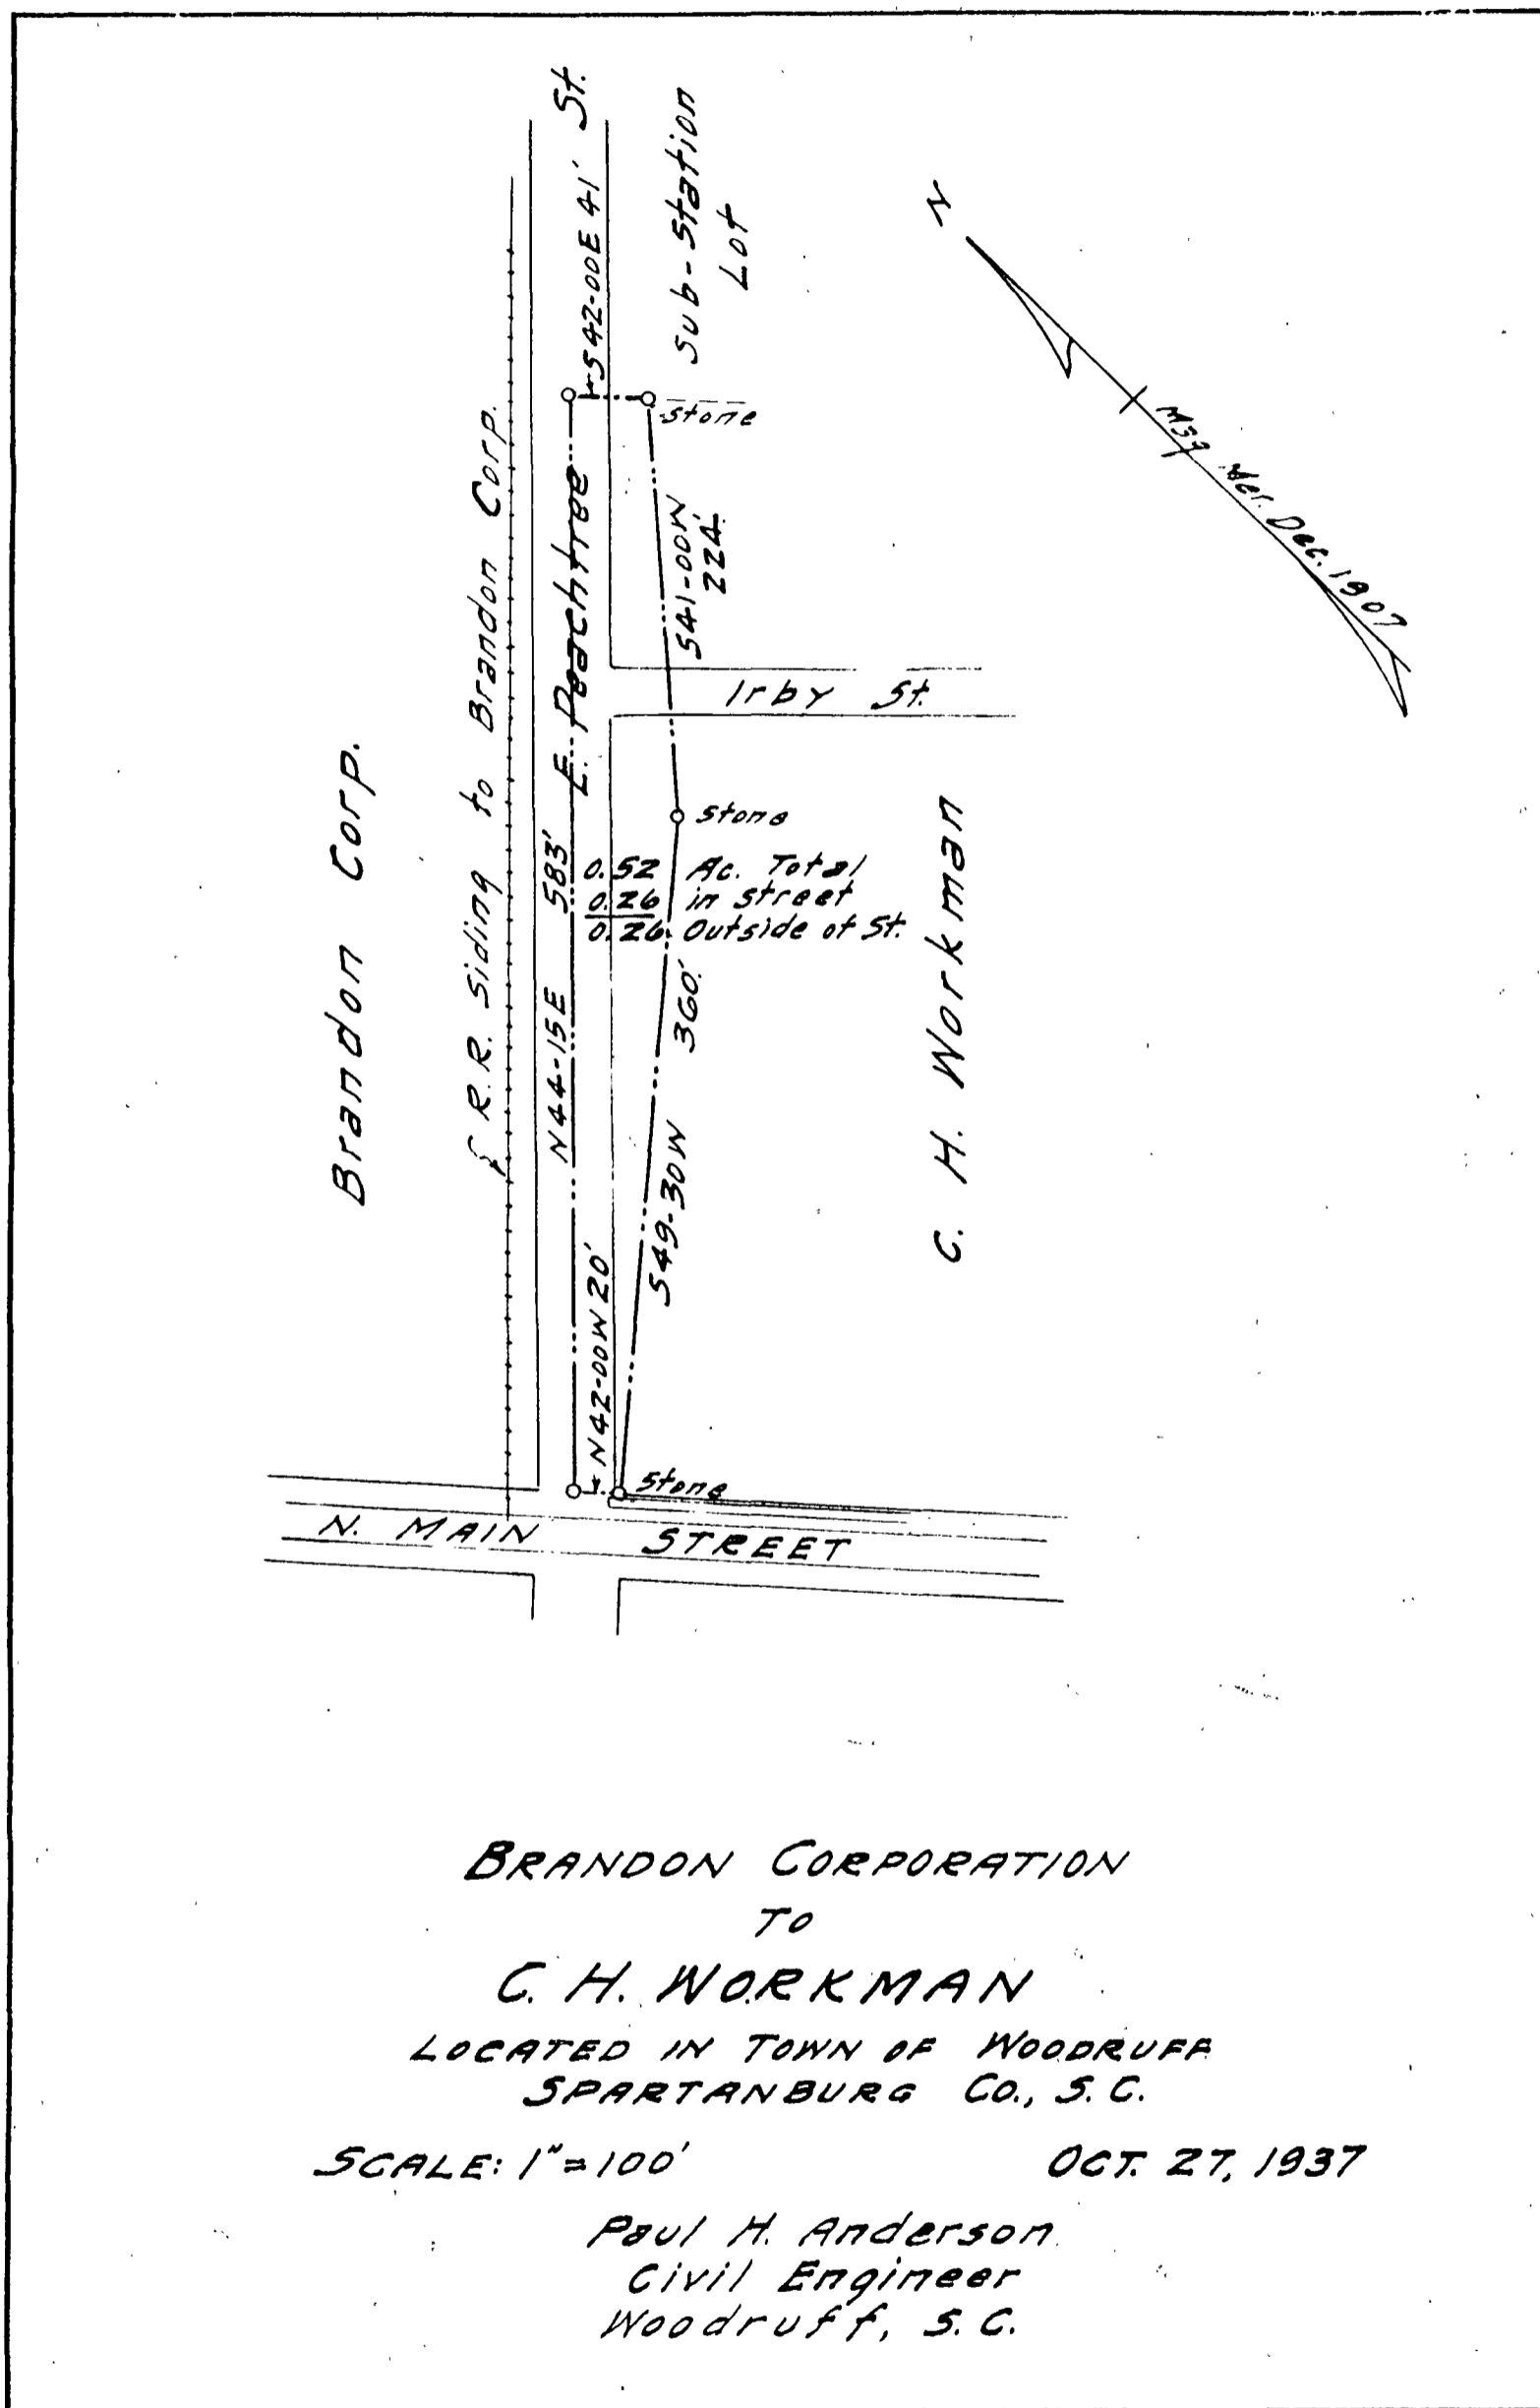 E. Peachtree St.
S42-00E 41'
Sub-Station
Lot
N
Mag. Mer. Dec. 1907
Stone
S41-00W
224'
Irby St.
Brandon Corp.
R.R. Siding to Brandon Corp.
Stone
N44-15E 583'
0.52 Ac. Total
0.26 in Street
0.26 Outside of St.
S49-30W 360'
C. H. Workman
N42-00W 20'
Stone
N. MAIN STREET
BRANDON CORPORATION
TO
C. H. WORKMAN
LOCATED IN TOWN OF WOODRUFF
SPARTANBURG CO., S.C.
SCALE: 1"=100' OCT. 27, 1937
Paul H. Anderson
Civil Engineer
Woodruff, S.C.